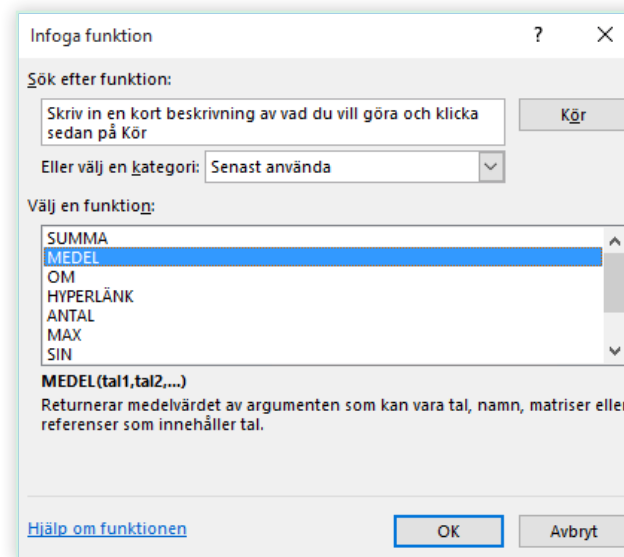 Infoga funktion ? ×
Sök efter funktion:
Skriv in en kort beskrivning av vad du vill göra och klicka
sedan på Kör
Kör
Eller välj en kategori: Senast använda
Välj en funktion:
SUMMA
MEDEL
OM
HYPERLÄNK
ANTAL
MAX
SIN
MEDEL(tal1,tal2,...)
Returnerar medelvärdet av argumenten som kan vara tal, namn, matriser eller
referenser som innehåller tal.
Hjälp om funktionen
OK
Avbryt